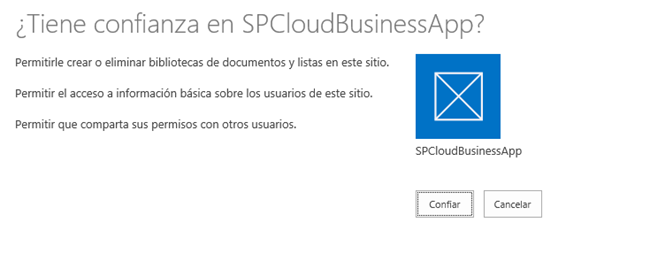 ¿Tiene confianza en SPCloudBusinessApp?
Permitirle crear o eliminar bibliotecas de documentos y listas en este sitio.
Permitir el acceso a información básica sobre los usuarios de este sitio.
Permitir que comparta sus permisos con otros usuarios.
SPCloudBusinessApp
Confiar
Cancelar